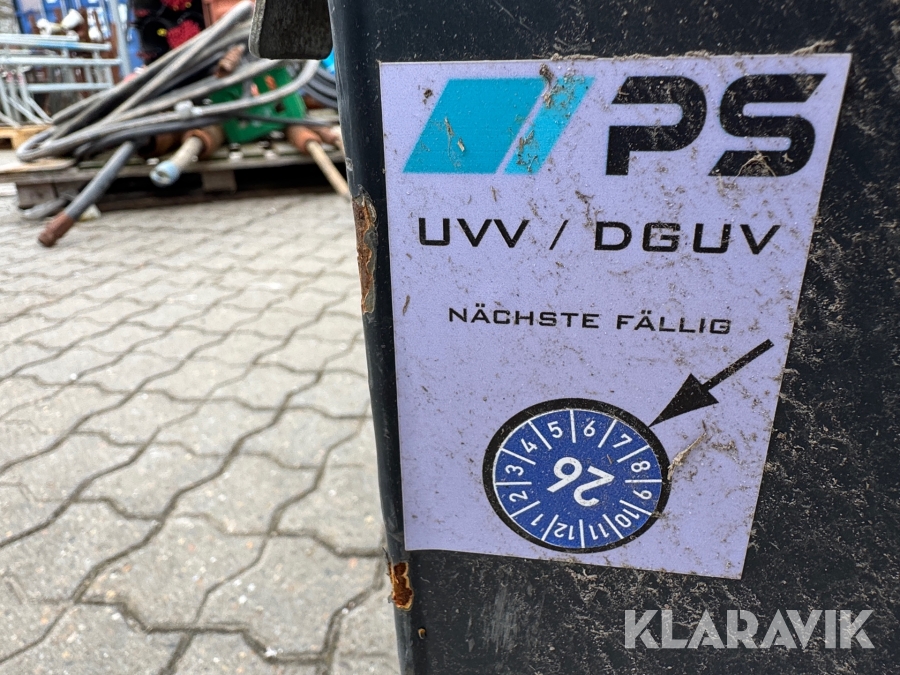 PS
UVV / DGUV
NÄCHSTE FÄLLIG
1 2 3 4 5 6 7 8 9 10 11 12
26
KLARAVIK